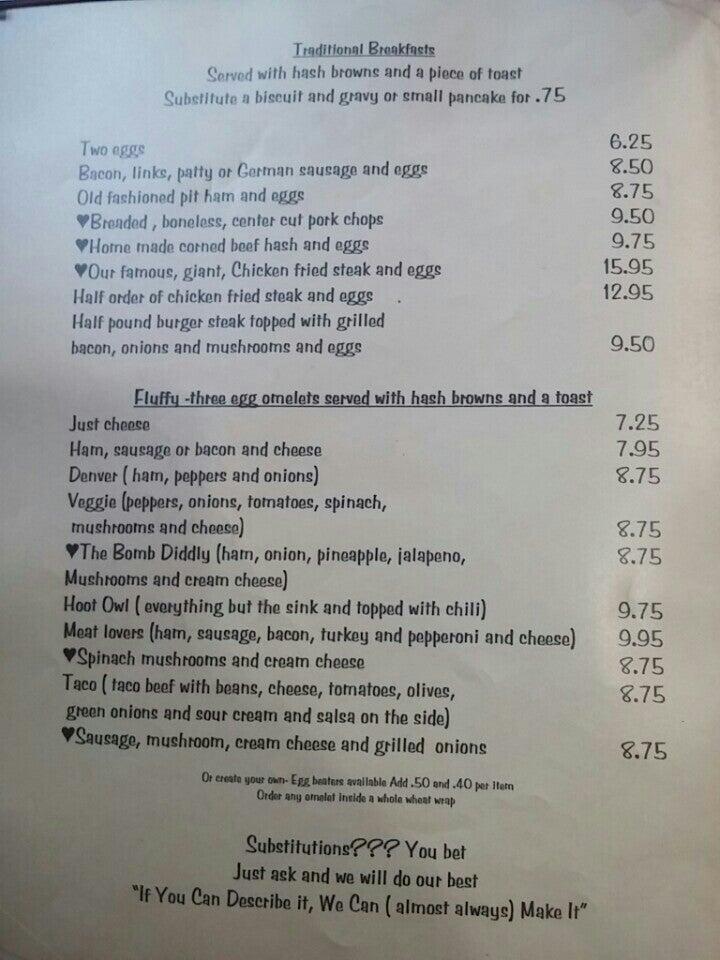 Traditional Breakfasts
Served with hash browns and a piece of toast
Substitute a biscuit and gravy or small pancake for .75
Two eggs 6.25
Bacon, links, patty or German sausage and eggs 8.50
Old fashioned pit ham and eggs 8.75
♥Breaded , boneless, center cut pork chops 9.50
♥Home made corned beef hash and eggs 9.75
♥Our famous, giant, Chicken fried steak and eggs 15.95
Half order of chicken fried steak and eggs . 12.95
Half pound burger steak topped with grilled
bacon, onions and mushrooms and eggs 9.50
Fluffy -three egg omelets served with hash browns and a toast
Just cheese 7.25
Ham, sausage or bacon and cheese 7.95
Denver ( ham, peppers and onions) 8.75
Veggie (peppers, onions, tomatoes, spinach,
mushrooms and cheese) 8.75
♥The Bomb Diddly (ham, onion, pineapple, jalapeno, 8.75
Mushrooms and cream cheese)
Hoot Owl ( everything but the sink and topped with chili) 9.75
Meat lovers (ham, sausage, bacon, turkey and pepperoni and cheese) 9.95
♥Spinach mushrooms and cream cheese 8.75
Taco ( taco beef with beans, cheese, tomatoes, olives, 8.75
green onions and sour cream and salsa on the side)
♥Sausage, mushroom, cream cheese and grilled onions 8.75
Or create your own- Egg beaters available Add .50 and .40 per item
Order any omelet inside a whole wheat wrap
Substitutions??? You bet
Just ask and we will do our best
"If You Can Describe it, We Can ( almost always) Make It"